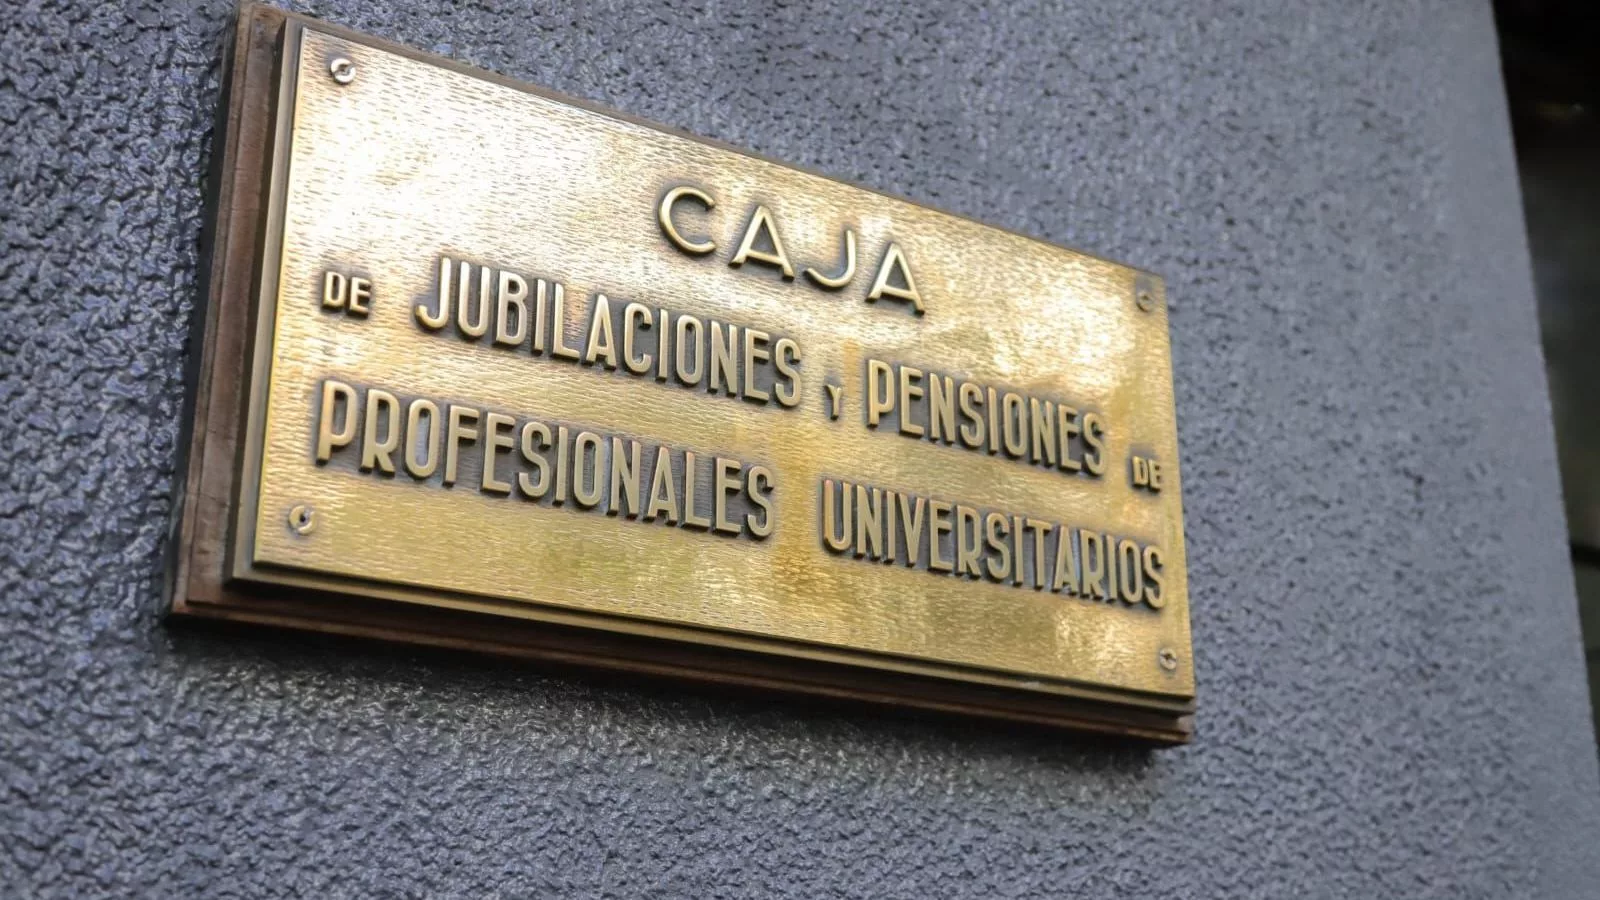 CAJA
DE JUBILACIONES Y PENSIONES DE
PROFESIONALES UNIVERSITARIOS